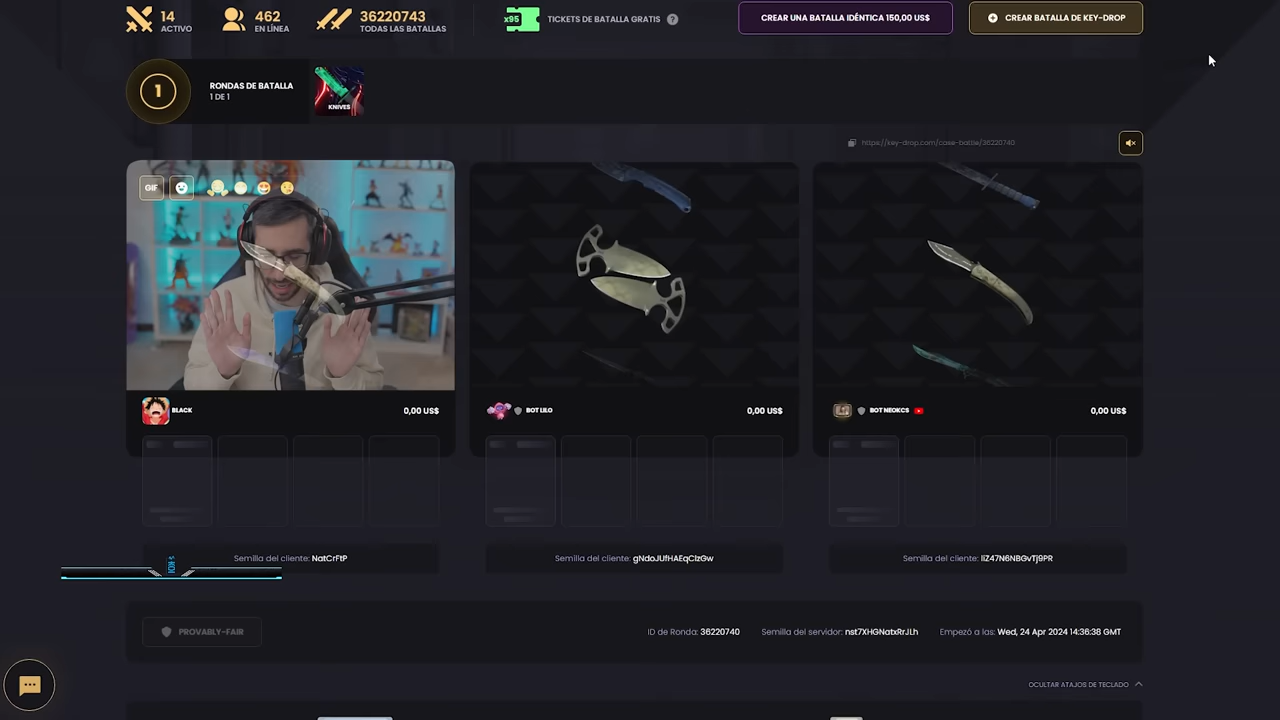 14
ACTIVO
462
EN LÍNEA
36220743
TODAS LAS BATALLAS
x95
TICKETS DE BATALLA GRATIS ?
CREAR UNA BATALLA IDÉNTICA 150,00 US$
CREAR BATALLA DE KEY-DROP
1
RONDAS DE BATALLA
1 DE 1
KNIVES
https://key-drop.com/case-battle/36220740
GIF
BLACK
0,00 US$
BOT LILO
0,00 US$
BOT NEOKCS
0,00 US$
Semilla del cliente: NatCrFtP
Semilla del cliente: gNdoJUfHAEqCIzGw
Semilla del cliente: IiZ47N6NBGvTj9PR
PROVABLY-FAIR
ID de Ronda: 36220740
Semilla del servidor: nst7XHGNatxRrJLh
Empezó a las: Wed, 24 Apr 2024 14:36:38 GMT
OCULTAR ATAJOS DE TECLADO